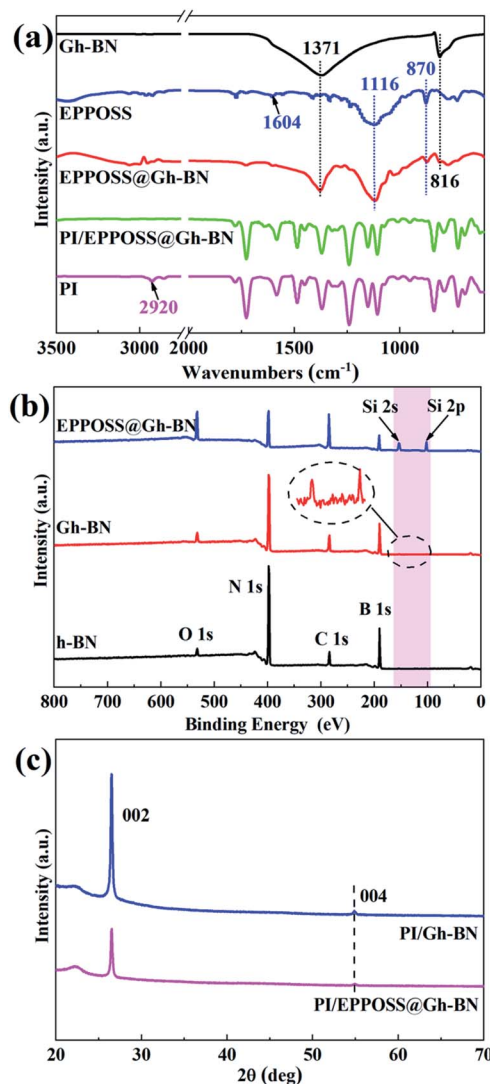 (a)
Gh-BN
1371
EPPOSS
1604
1116
870
EPPOSS@Gh-BN
816
PI/EPPOSS@Gh-BN
PI
2920
Intensity (a.u.)
3500
3000
2000
1500
1000
Wavenumbers (cm⁻¹)
(b)
EPPOSS@Gh-BN
Si 2s
Si 2p
Gh-BN
N 1s
h-BN
O 1s
C 1s
B 1s
Intensity (a.u.)
800
700
600
500
400
300
200
100
0
Binding Energy (eV)
(c)
002
004
PI/Gh-BN
PI/EPPOSS@Gh-BN
Intensity (a.u.)
20
30
40
50
60
70
2θ (deg)